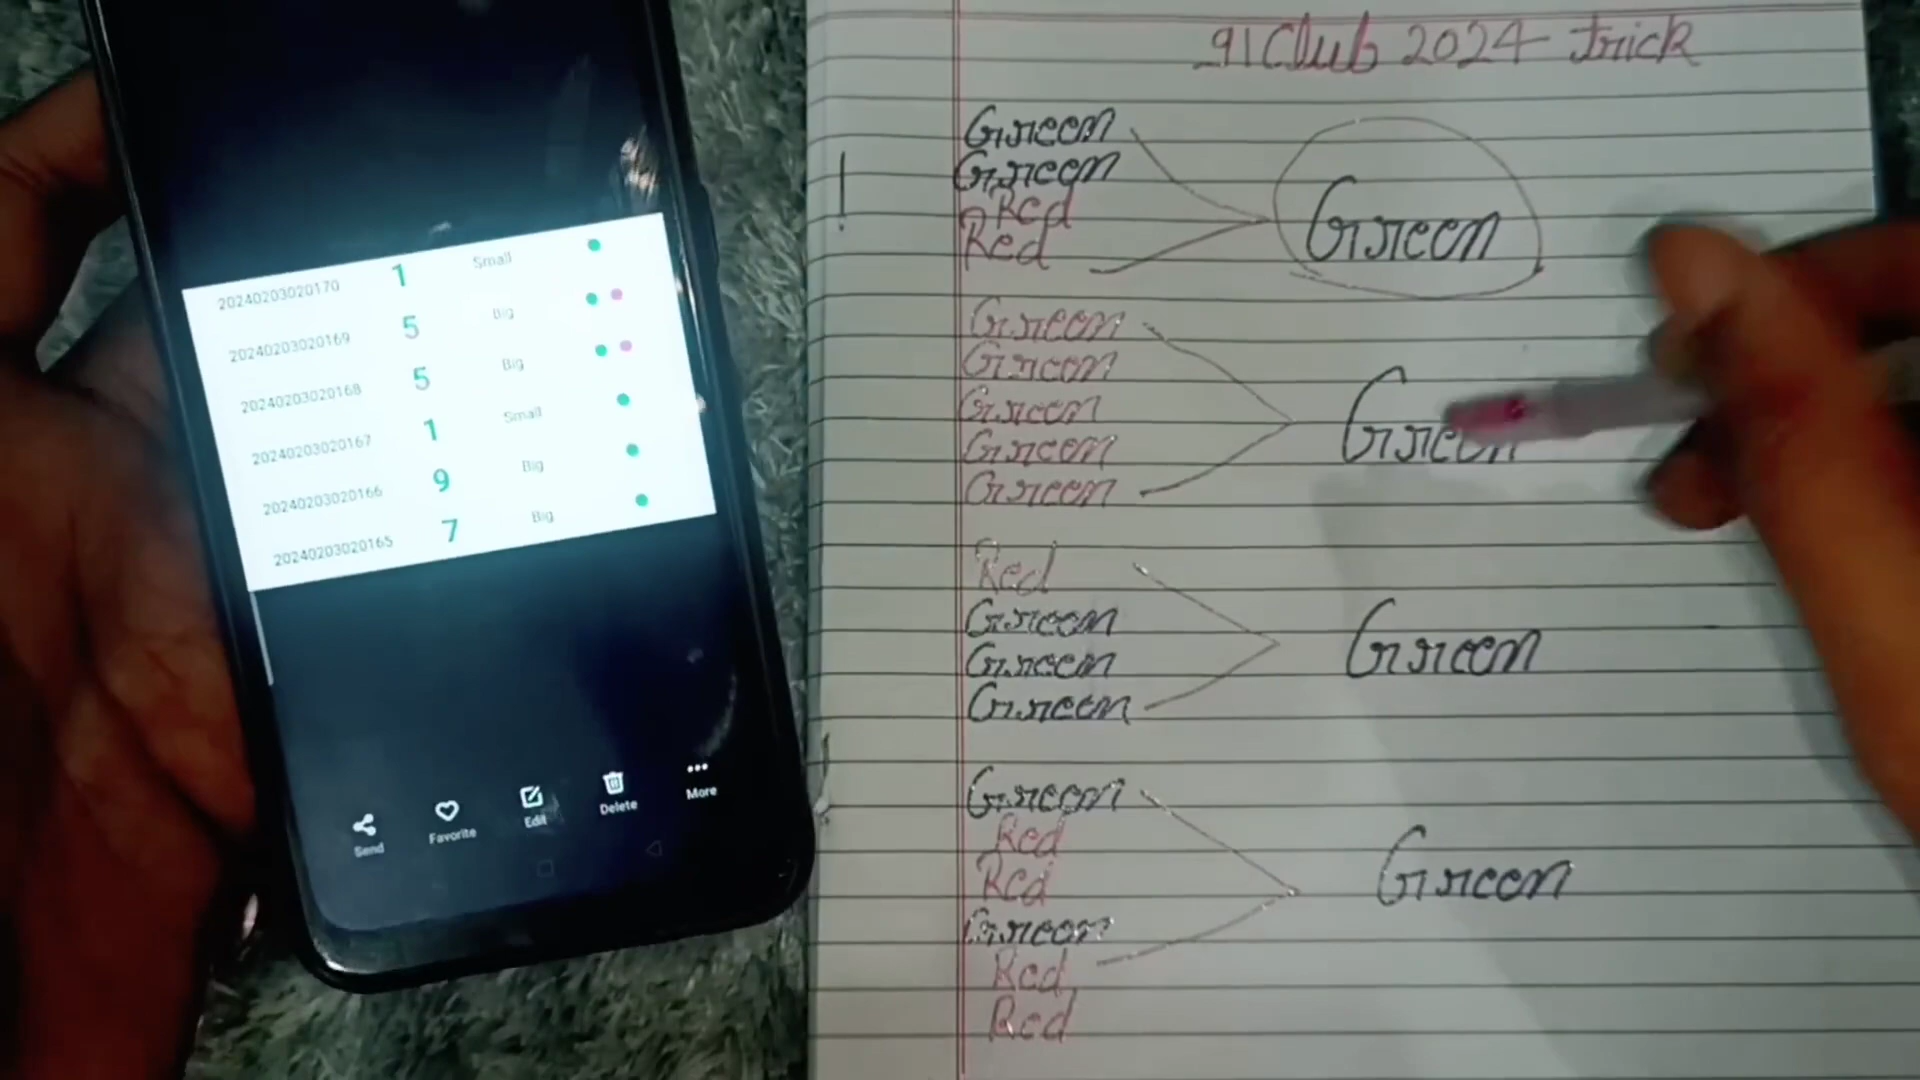 20240203020170 1 Small
20240203020169 5 Big
20240203020168 5 Big
20240203020167 1 Small
20240203020166 9 Big
20240203020165 7 Big
Send Favorite Edit Delete More
91Club 2024 trick
Green
Green
Red
Red
Green
Green
Green
Green
Green
Green
Green
Red
Green
Green
Green
Green
Green
Red
Red
Green
Red
Red
Green